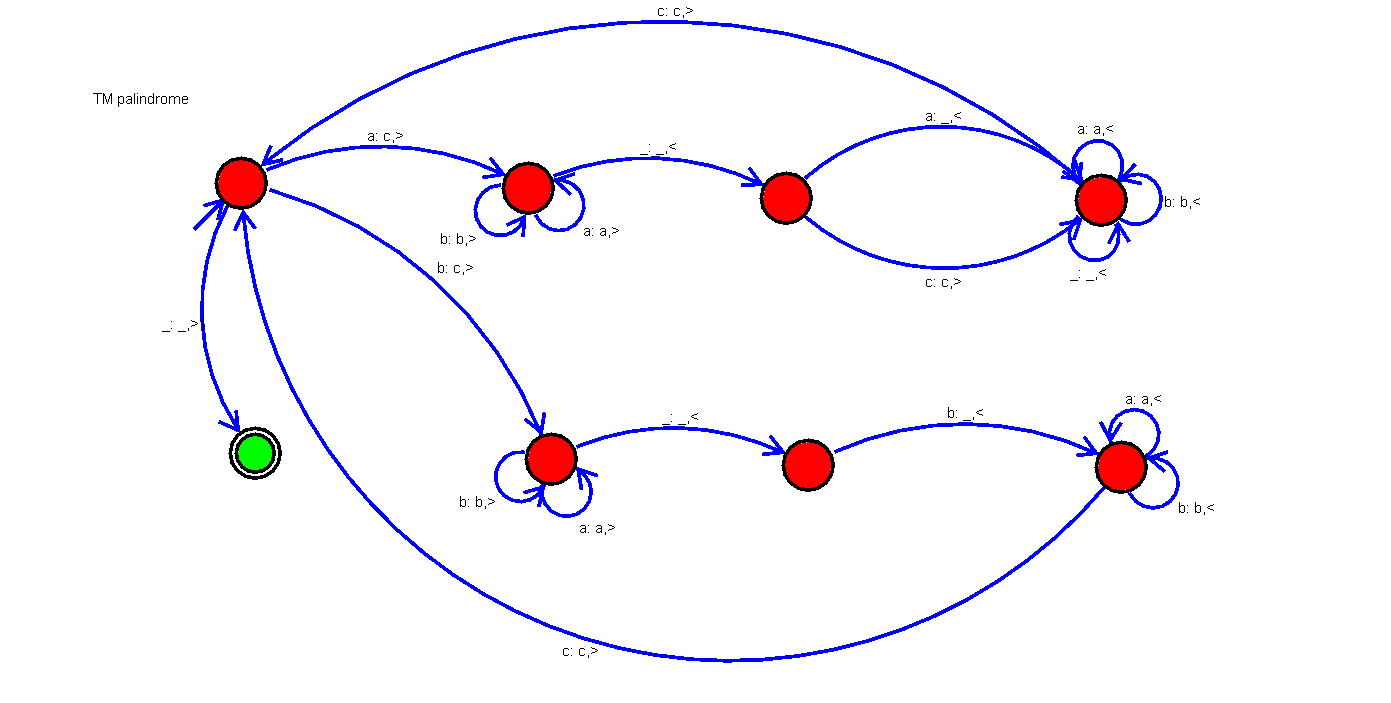 c: c,>
TM palindrome
a: _,<
a: a,<
a: c,>
_: _,<
b: b,<
b: b,>
a: a,>
b: c,>
_: _,<
c: c,>
_: _,>
a: a,<
b: _,<
_: _,<
b: b,>
b: b,<
a: a,>
c: c,>